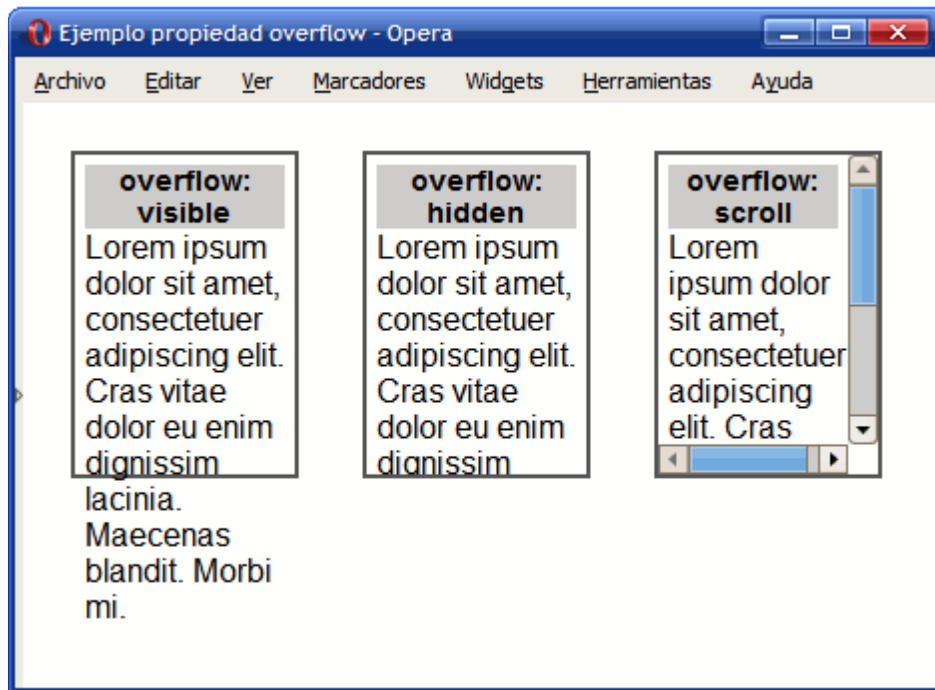 Ejemplo propiedad overflow - Opera
Archivo Editar Ver Marcadores Widgets Herramientas Ayuda
overflow:
visible
Lorem ipsum
dolor sit amet,
consectetuer
adipiscing elit.
Cras vitae
dolor eu enim
dignissim
lacinia.
Maecenas
blandit. Morbi
mi.
overflow:
hidden
Lorem ipsum
dolor sit amet,
consectetuer
adipiscing elit.
Cras vitae
dolor eu enim
dignissim
overflow:
scroll
Lorem
ipsum dolor
sit amet,
consectetuer
adipiscing
elit. Cras